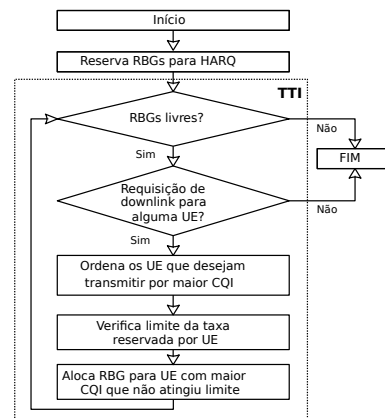 Início
Reserva RBGs para HARQ
TTI
RBGs livres?
Não
Sim
FIM
Requisição de
downlink para
alguma UE?
Não
Sim
Ordena os UE que desejam
transmitir por maior CQI
Verifica limite da taxa
reservada por UE
Aloca RBG para UE com maior
CQI que não atingiu limite